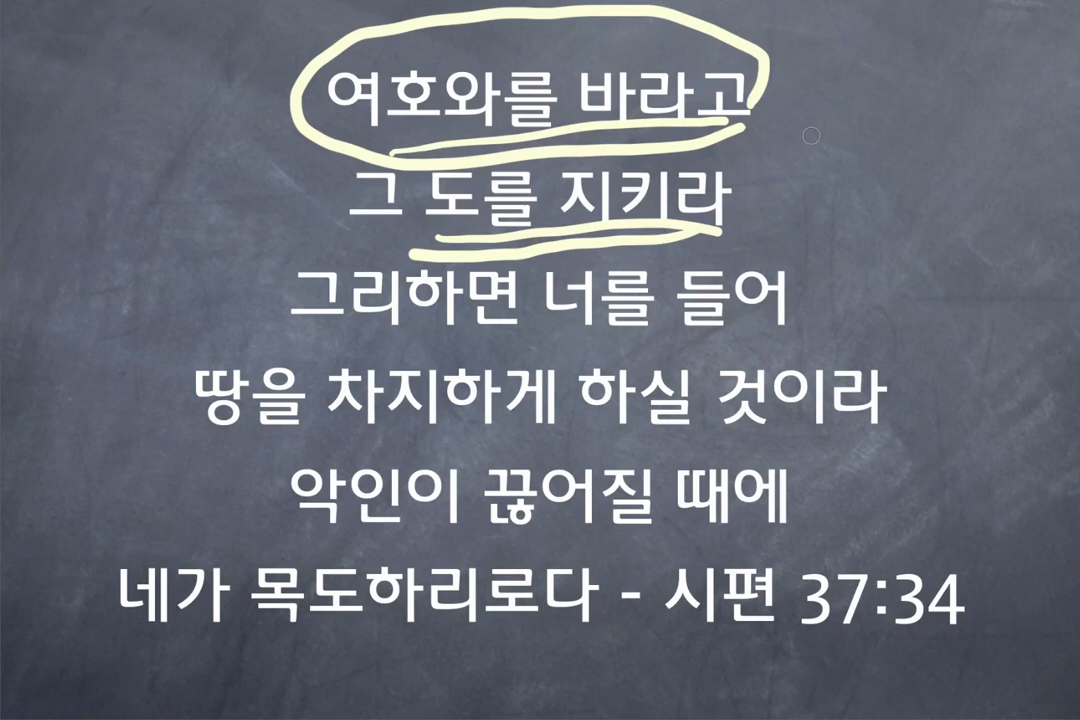 여호와를 바라고
그 도를 지키라
그리하면 너를 들어
땅을 차지하게 하실 것이라
악인이 끊어질 때에
네가 목도하리로다 - 시편 37:34